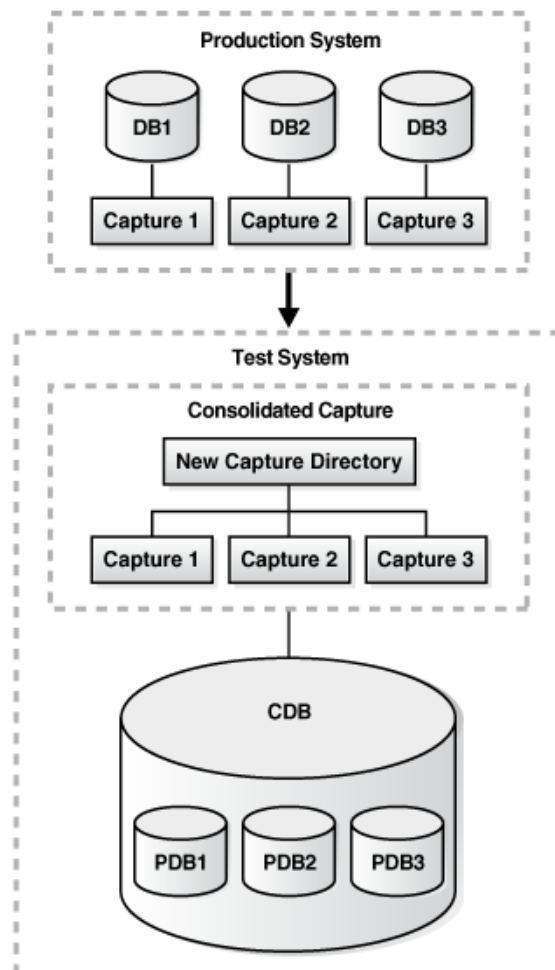 Production System
DB1
DB2
DB3
Capture 1
Capture 2
Capture 3
Test System
Consolidated Capture
New Capture Directory
Capture 1
Capture 2
Capture 3
CDB
PDB1
PDB2
PDB3